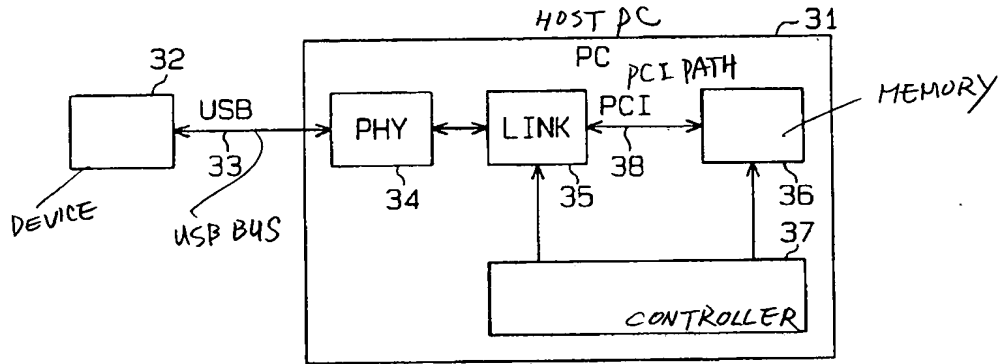 HOST PC
31
PC
32
PCI PATH
MEMORY
USB
PHY
LINK
PCI
33
38
34
35
36
DEVICE
USB BUS
37
CONTROLLER